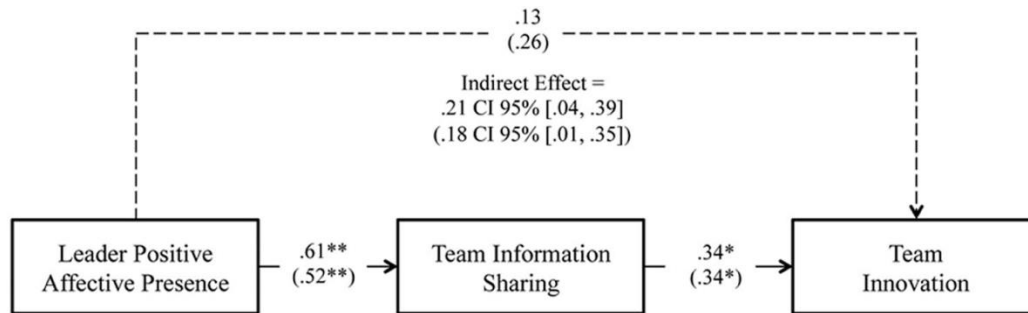 .13
(.26)
Indirect Effect =
.21 CI 95% [.04, .39]
(.18 CI 95% [.01, .35])
Leader Positive
Affective Presence
.61**
(.52**)
Team Information
Sharing
.34*
(.34*)
Team
Innovation